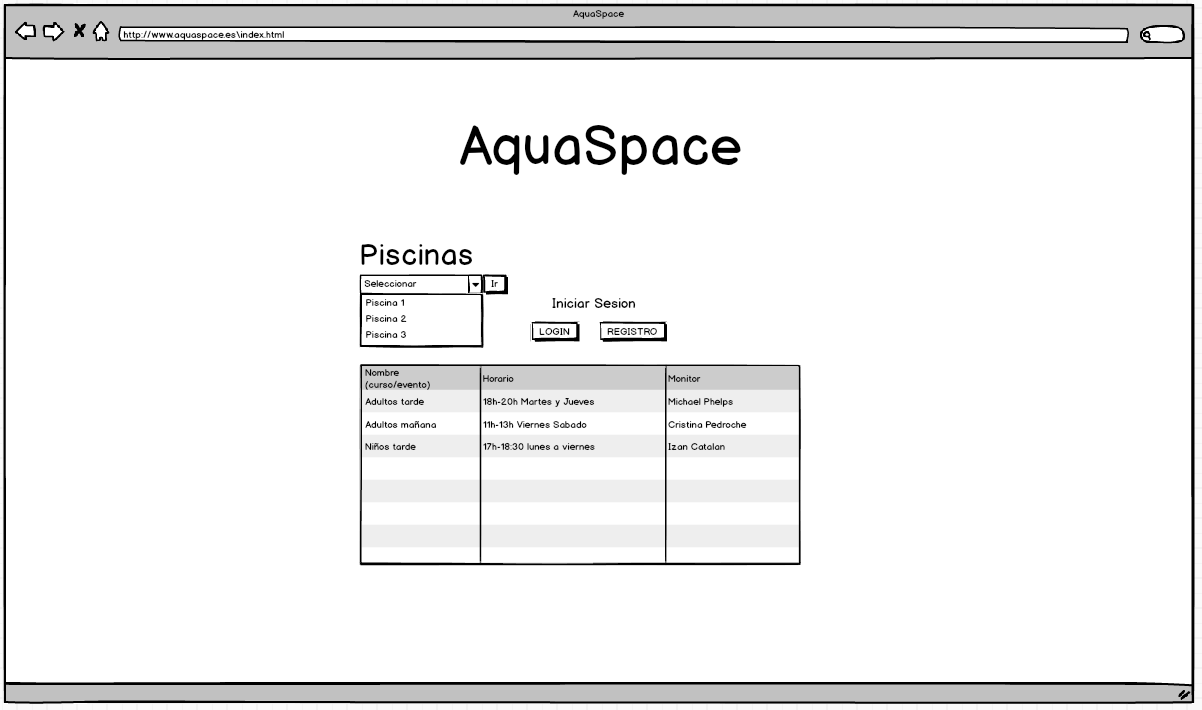 AquaSpace
http://www.aquaspace.es\index.html
AquaSpace
Piscinas
Seleccionar
Ir
Piscina 1
Piscina 2
Piscina 3
Iniciar Sesion
LOGIN
REGISTRO
Nombre
(curso/evento)
Horario
Monitor
Adultos tarde
18h-20h Martes y Jueves
Michael Phelps
Adultos mañana
11h-13h Viernes Sabado
Cristina Pedroche
Niños tarde
17h-18:30 lunes a viernes
Izan Catalan